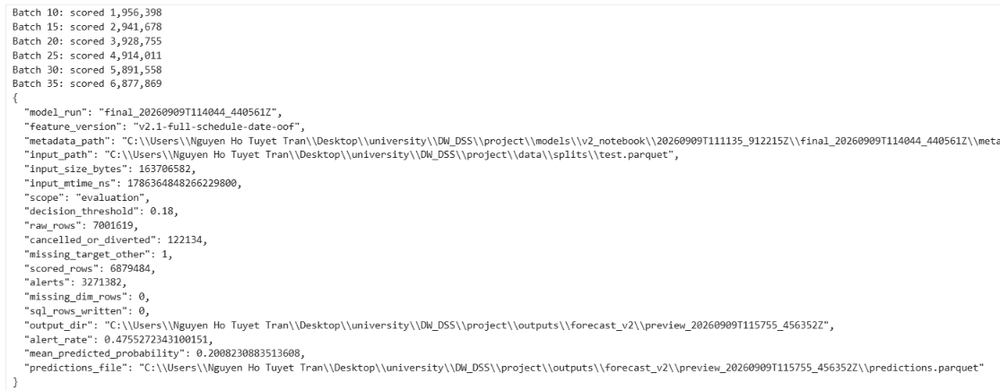 Batch 10: scored 1,956,398
Batch 15: scored 2,941,678
Batch 20: scored 3,928,755
Batch 25: scored 4,914,011
Batch 30: scored 5,891,558
Batch 35: scored 6,877,869
{
  "model_run": "final_20260909T114044_440561Z",
  "feature_version": "v2.1-full-schedule-date-oof",
  "metadata_path": "C:\\Users\\Nguyen Ho Tuyet Tran\\Desktop\\university\\DW_DSS\\project\\models\\v2_notebook\\20260909T111135_912215Z\\final_20260909T114044_440561Z\\meta
  "input_path": "C:\\Users\\Nguyen Ho Tuyet Tran\\Desktop\\university\\DW_DSS\\project\\data\\splits\\test.parquet",
  "input_size_bytes": 163706582,
  "input_mtime_ns": 1786364848266229800,
  "scope": "evaluation",
  "decision_threshold": 0.18,
  "raw_rows": 7001619,
  "cancelled_or_diverted": 122134,
  "missing_target_other": 1,
  "scored_rows": 6879484,
  "alerts": 3271382,
  "missing_dim_rows": 0,
  "sql_rows_written": 0,
  "output_dir": "C:\\Users\\Nguyen Ho Tuyet Tran\\Desktop\\university\\DW_DSS\\project\\outputs\\forecast_v2\\preview_20260909T115755_456352Z",
  "alert_rate": 0.4755272343100151,
  "mean_predicted_probability": 0.2008230883513608,
  "predictions_file": "C:\\Users\\Nguyen Ho Tuyet Tran\\Desktop\\university\\DW_DSS\\project\\outputs\\forecast_v2\\preview_20260909T115755_456352Z\\predictions.parquet"
}